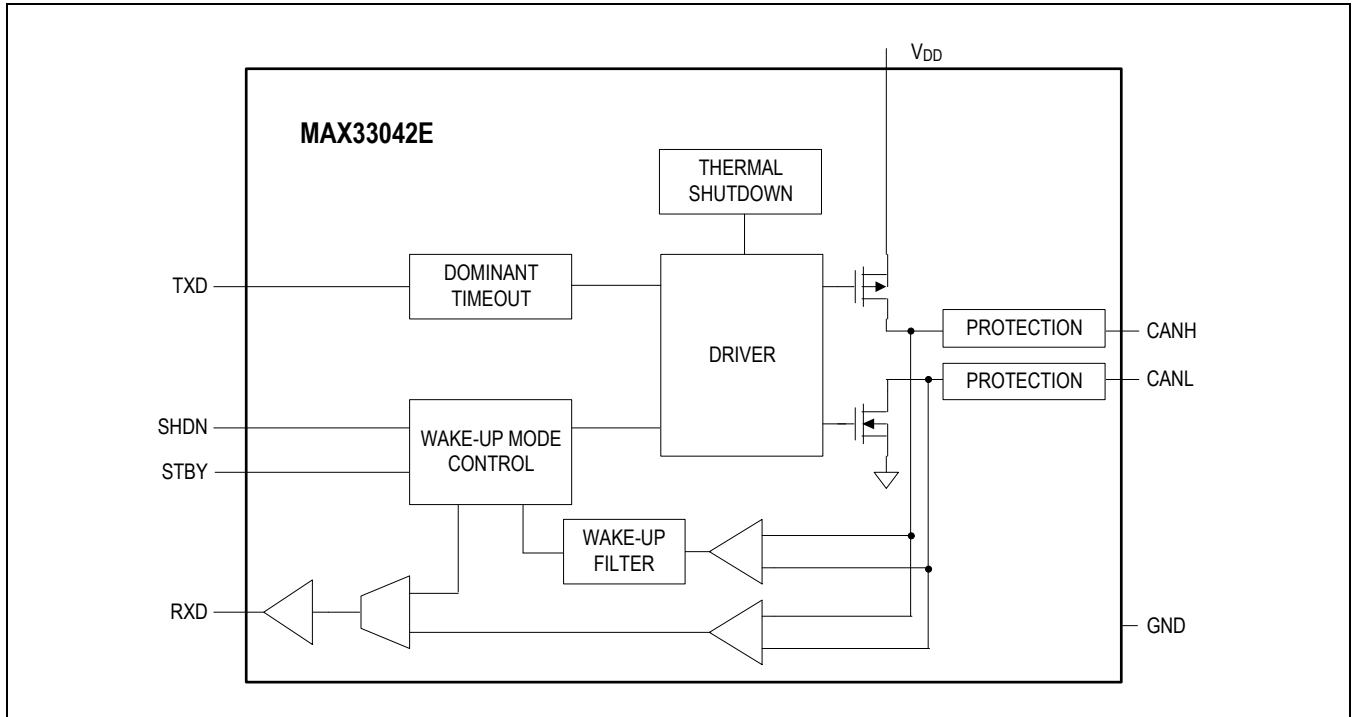 VDD
MAX33042E
THERMAL
SHUTDOWN
TXD
DOMINANT
TIMEOUT
DRIVER
PROTECTION
CANH
PROTECTION
CANL
SHDN
STBY
WAKE-UP MODE
CONTROL
WAKE-UP
FILTER
RXD
GND